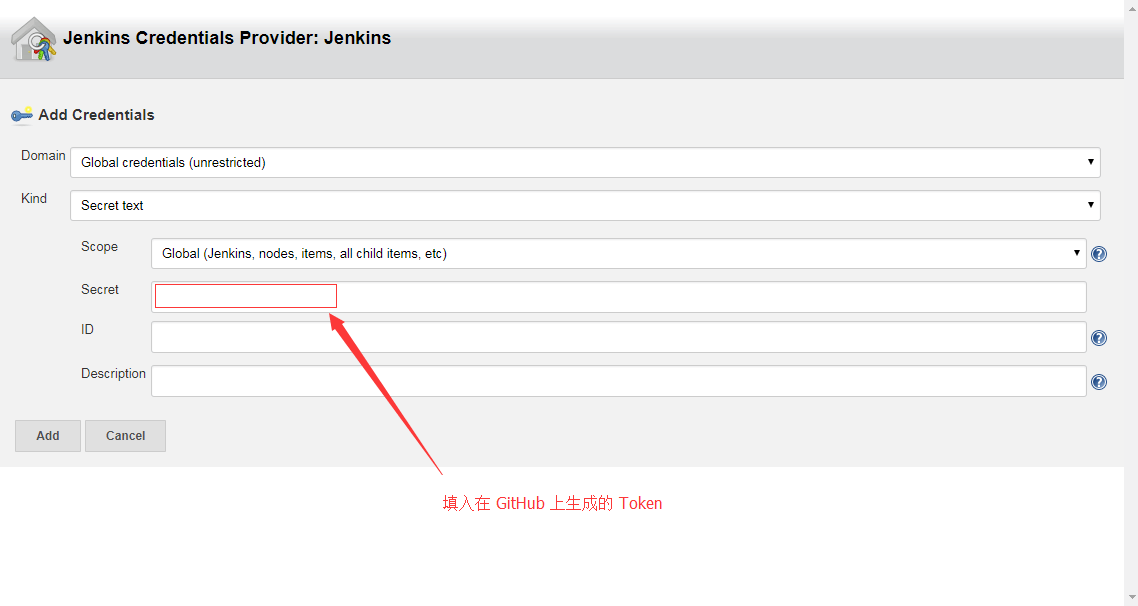 Jenkins Credentials Provider: Jenkins
Add Credentials
Domain
Global credentials (unrestricted)
Kind
Secret text
Scope
Global (Jenkins, nodes, items, all child items, etc)
Secret
ID
Description
Add
Cancel
填入在 GitHub 上生成的 Token